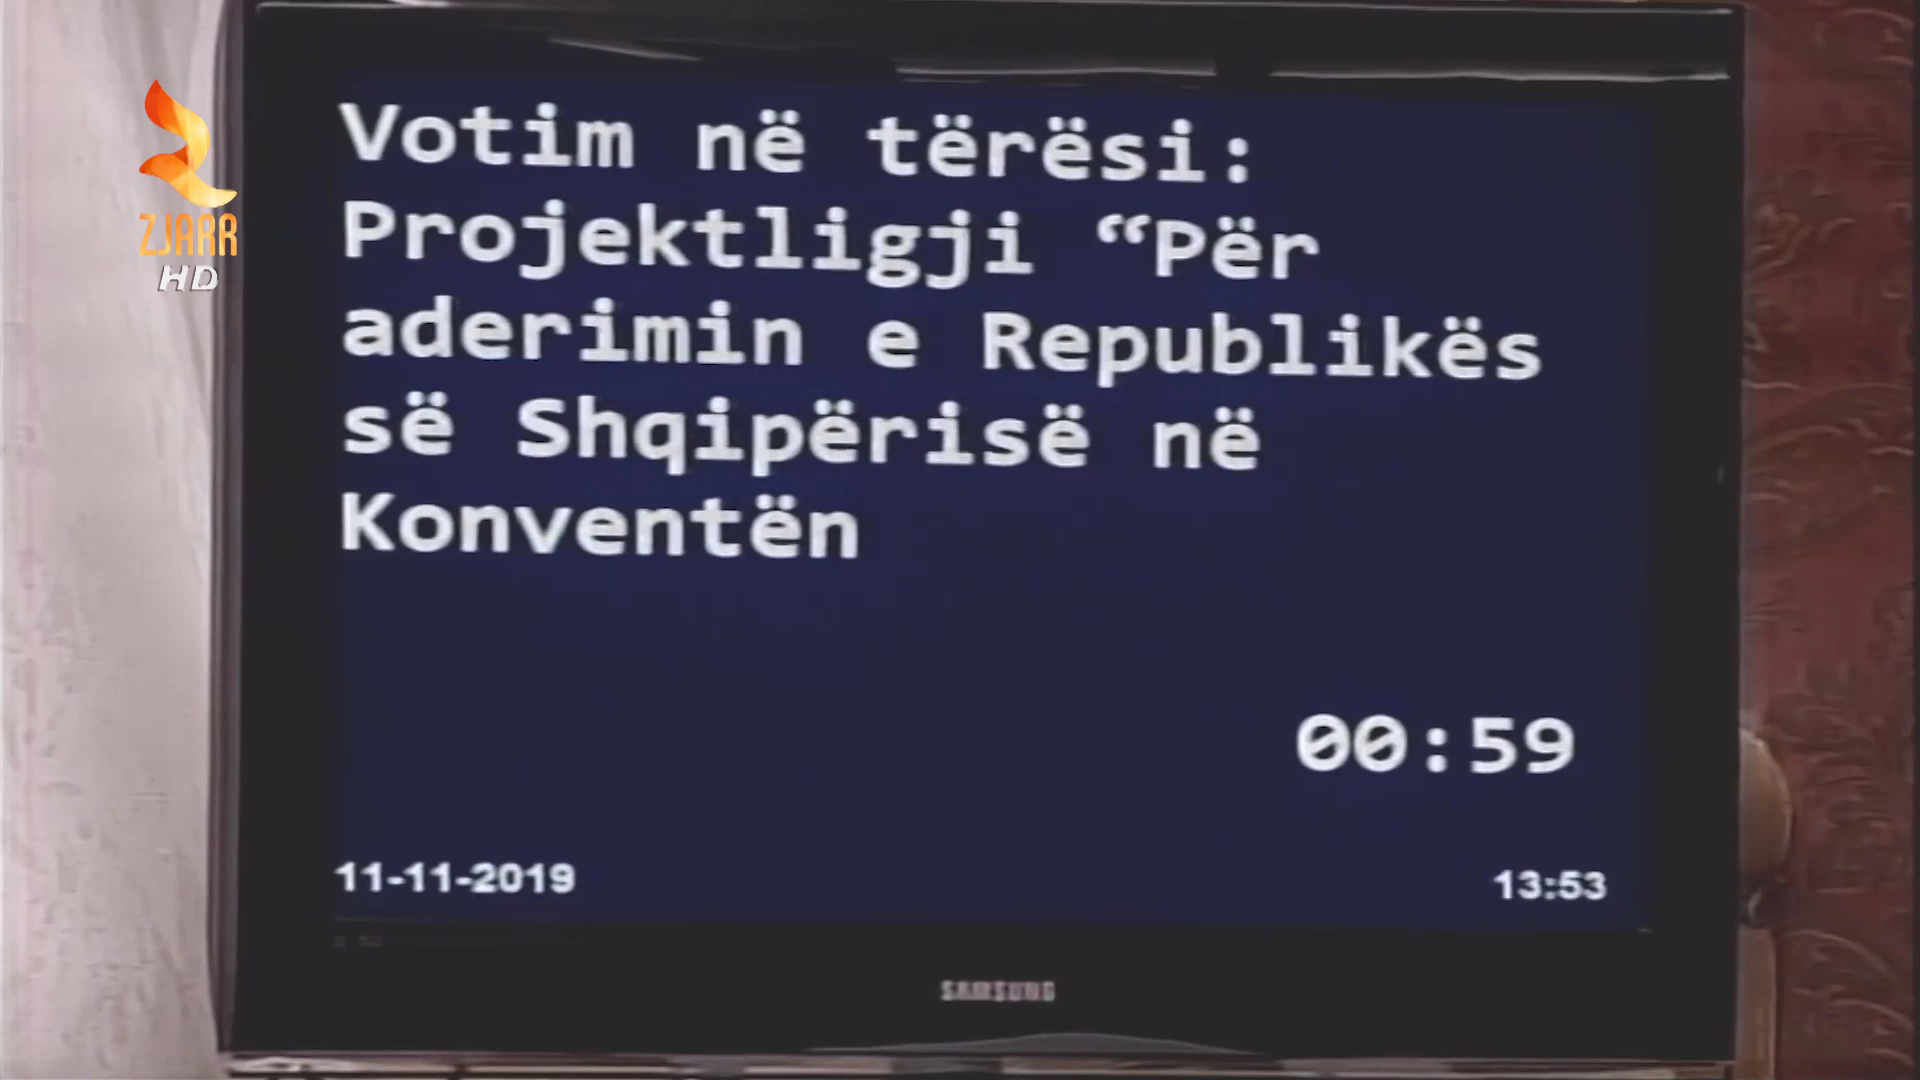 ZJARR
HD
Votim në tërësi:
Projektligji “Për
aderimin e Republikës
së Shqipërisë në
Konventën
00:59
11-11-2019
13:53
SAMSUNG